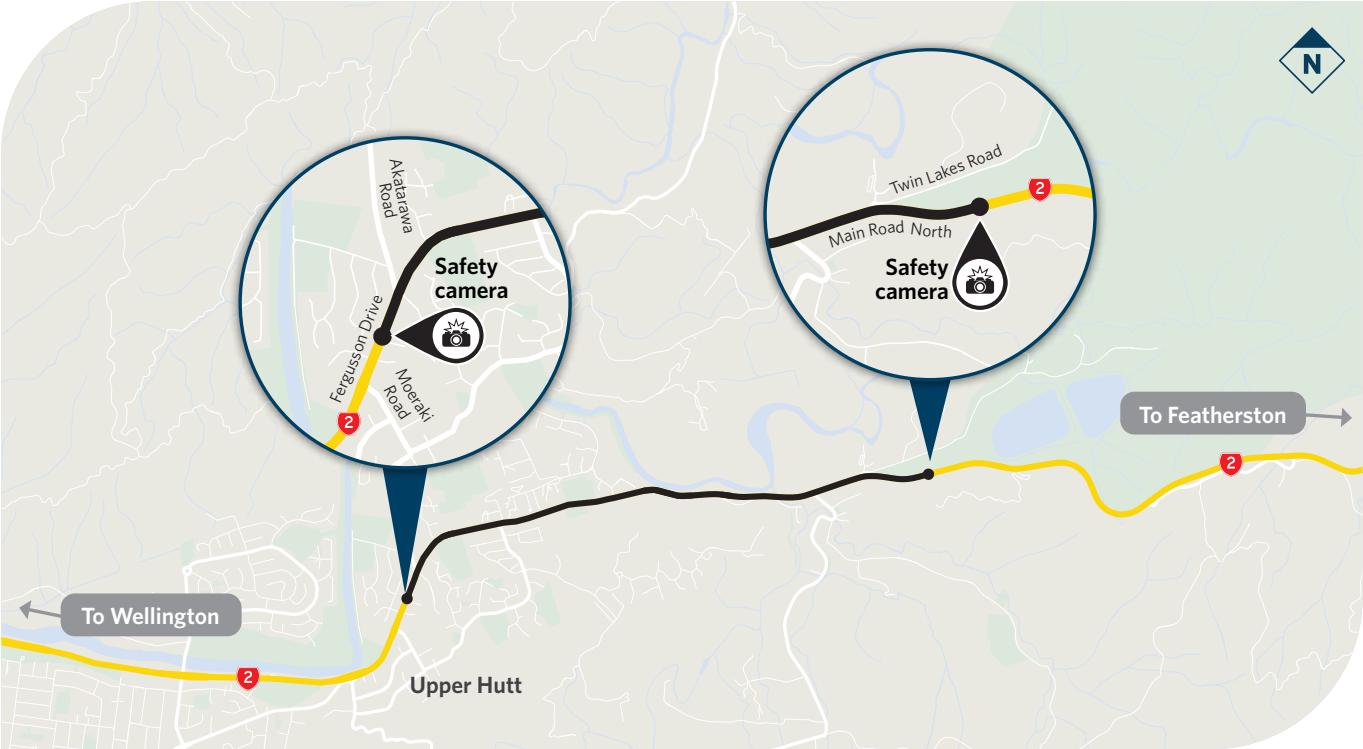 N
Twin Lakes Road
2
Main Road North
Safety
camera
Akatarawa
Road
Safety
camera
Fergusson Drive
Moeraki
Road
2
To Featherston
2
To Wellington
2
Upper Hutt